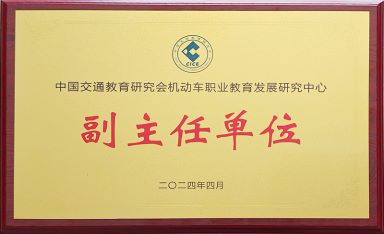 CICE
中国交通教育研究会机动车职业教育发展研究中心
副主任单位
二〇二四年四月